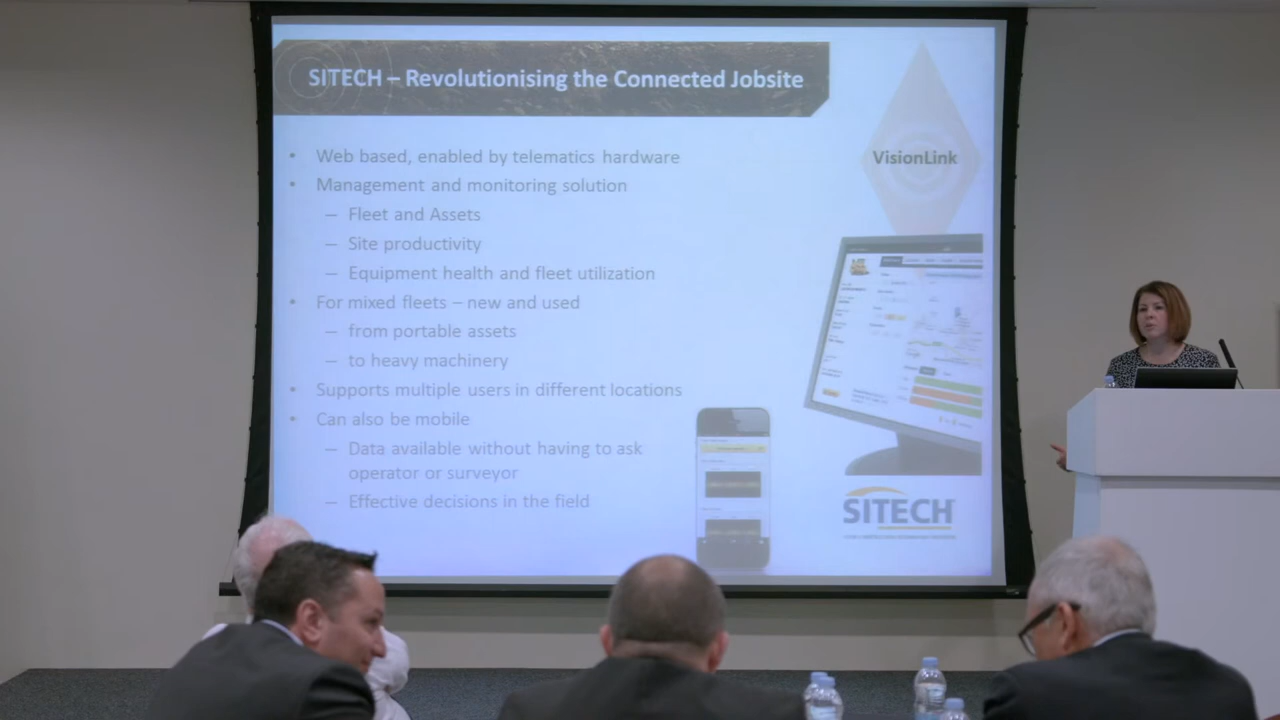 SITECH – Revolutionising the Connected Jobsite
VisionLink
• Web based, enabled by telematics hardware
• Management and monitoring solution
– Fleet and Assets
– Site productivity
– Equipment health and fleet utilization
• For mixed fleets – new and used
– from portable assets
– to heavy machinery
• Supports multiple users in different locations
• Can also be mobile
– Data available without having to ask
operator or surveyor
– Effective decisions in the field
SITECH